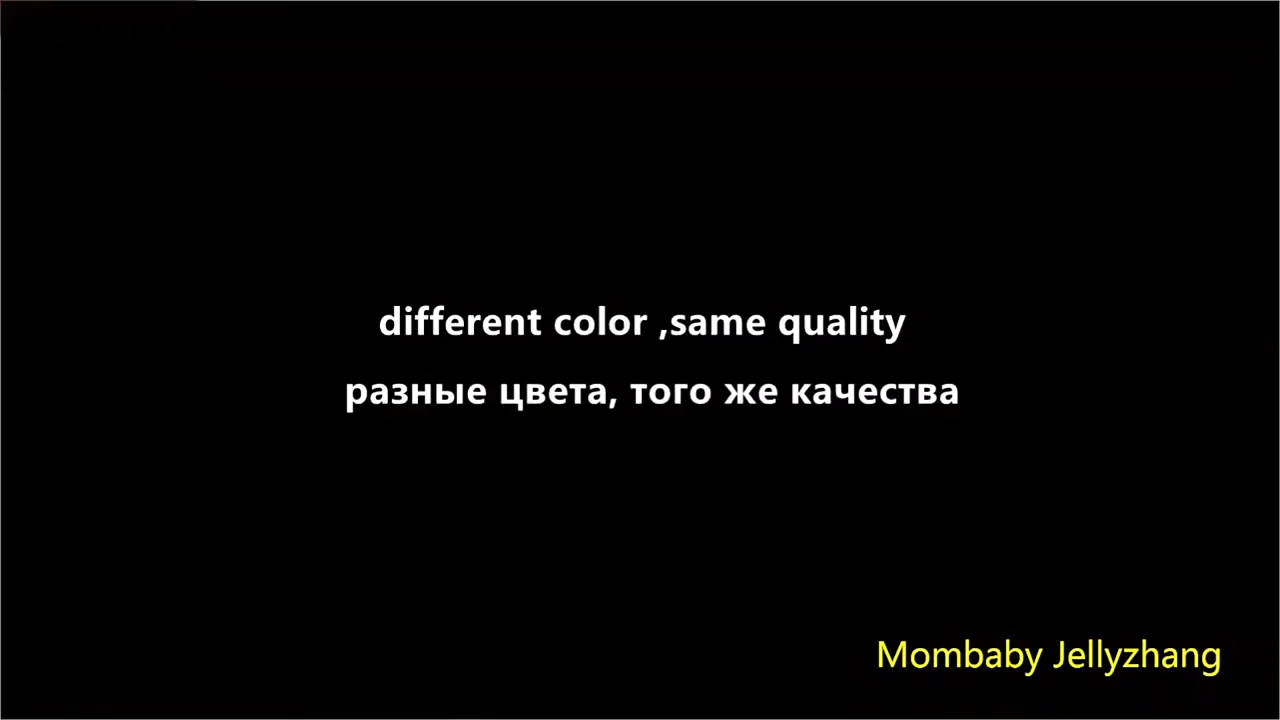 different color ,same quality
разные цвета, того же качества
Mombaby Jellyzhang